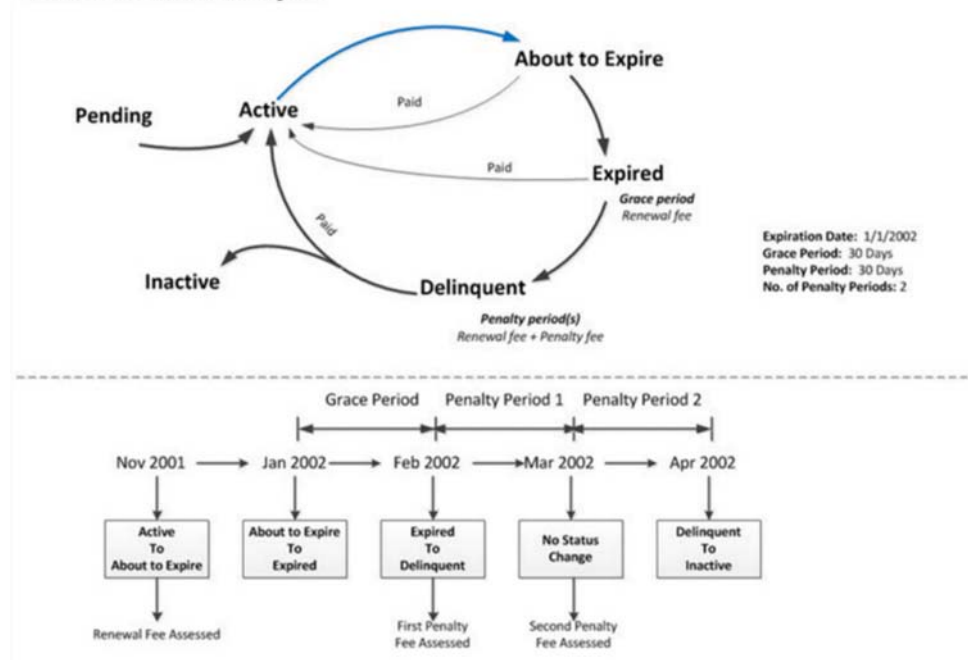 About to Expire
Pending
Active
Paid
Paid
Expired
Grace period
Renewal fee
Paid
Expiration Date: 1/1/2002
Grace Period: 30 Days
Penalty Period: 30 Days
No. of Penalty Periods: 2
Inactive
Delinquent
Penalty period(s)
Renewal fee + Penalty fee
Grace Period
Penalty Period 1
Penalty Period 2
Nov 2001
Jan 2002
Feb 2002
Mar 2002
Apr 2002
Active
To
About to Expire
About to Expire
To
Expired
Expired
To
Delinquent
No Status
Change
Delinquent
To
Inactive
Renewal Fee Assessed
First Penalty
Fee Assessed
Second Penalty
Fee Assessed